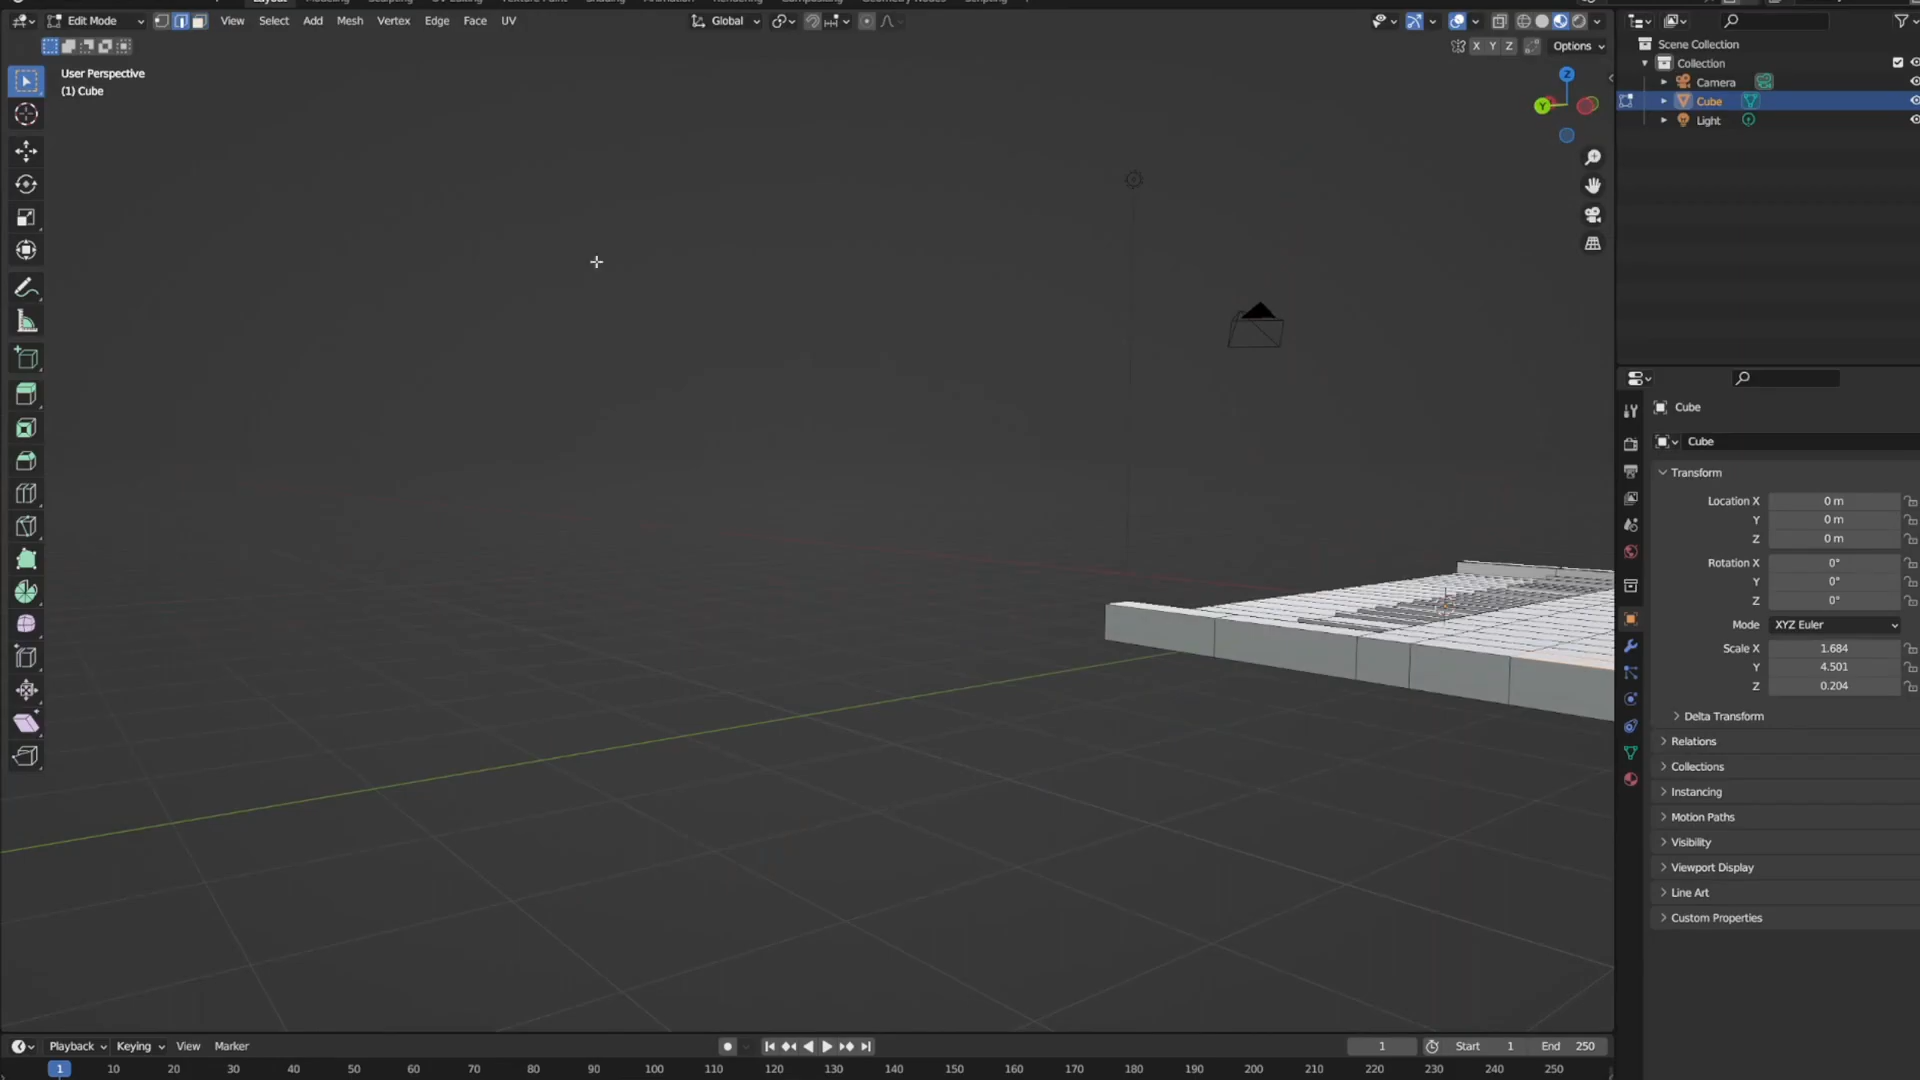 Edit Mode View Select Add Mesh Vertex Edge Face UV Global
X Y Z Options
User Perspective
(1) Cube
Z
Y
Scene Collection
Collection
Camera
Cube
Light
Cube
Cube
Transform
Location X 0 m
Y 0 m
Z 0 m
Rotation X 0°
Y 0°
Z 0°
Mode XYZ Euler
Scale X 1.684
Y 4.501
Z 0.204
Delta Transform
Relations
Collections
Instancing
Motion Paths
Visibility
Viewport Display
Line Art
Custom Properties
Playback Keying View Marker 1 Start 1 End 250
1 10 20 30 40 50 60 70 80 90 100 110 120 130 140 150 160 170 180 190 200 210 220 230 240 250